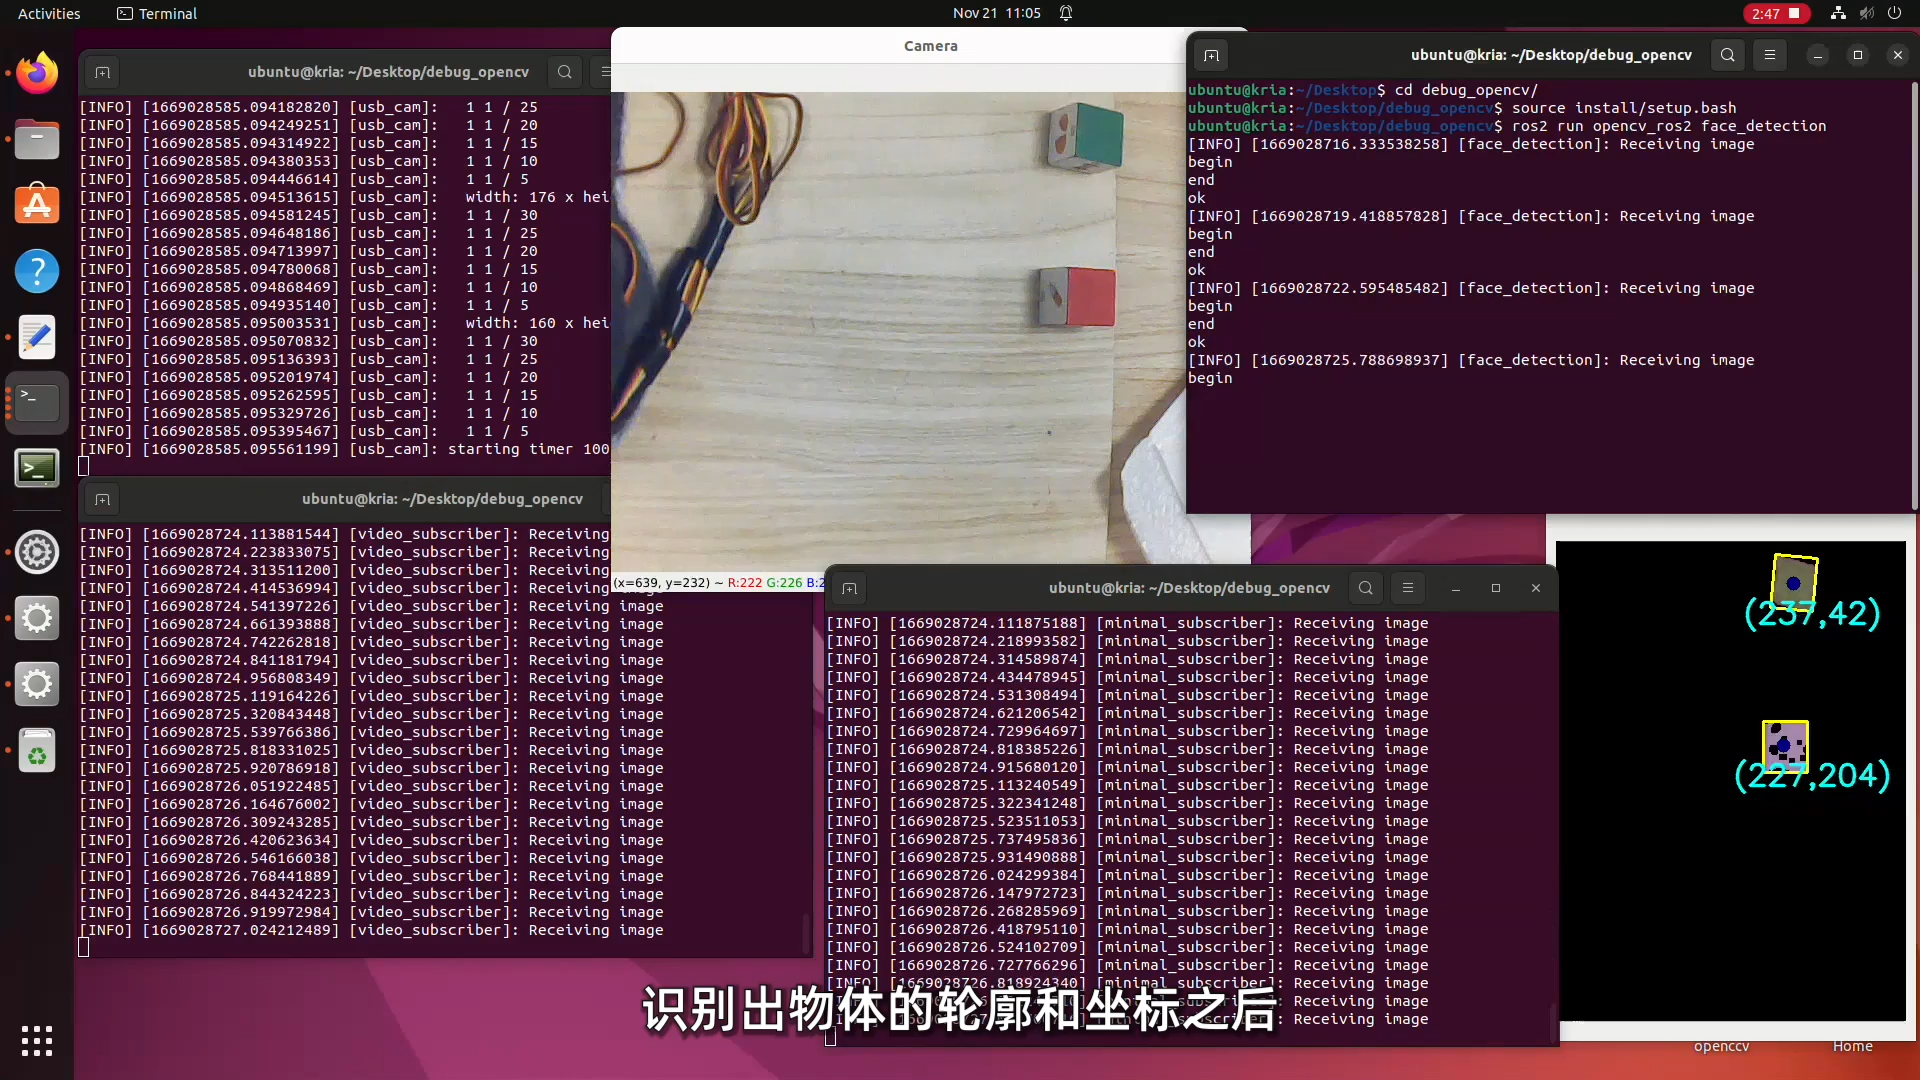 Activities
Terminal
Nov 21 11:05
2:47
ubuntu@kria: ~/Desktop/debug_opencv
[INFO] [1669028585.094182820] [usb_cam]: 1 1 / 25
[INFO] [1669028585.094249251] [usb_cam]: 1 1 / 20
[INFO] [1669028585.094314922] [usb_cam]: 1 1 / 15
[INFO] [1669028585.094380353] [usb_cam]: 1 1 / 10
[INFO] [1669028585.094446614] [usb_cam]: 1 1 / 5
[INFO] [1669028585.094513615] [usb_cam]: width: 176 x hei
[INFO] [1669028585.094581245] [usb_cam]: 1 1 / 30
[INFO] [1669028585.094648186] [usb_cam]: 1 1 / 25
[INFO] [1669028585.094713997] [usb_cam]: 1 1 / 20
[INFO] [1669028585.094780068] [usb_cam]: 1 1 / 15
[INFO] [1669028585.094868469] [usb_cam]: 1 1 / 10
[INFO] [1669028585.094935140] [usb_cam]: 1 1 / 5
[INFO] [1669028585.095003531] [usb_cam]: width: 160 x hei
[INFO] [1669028585.095070832] [usb_cam]: 1 1 / 30
[INFO] [1669028585.095136393] [usb_cam]: 1 1 / 25
[INFO] [1669028585.095201974] [usb_cam]: 1 1 / 20
[INFO] [1669028585.095262595] [usb_cam]: 1 1 / 15
[INFO] [1669028585.095329726] [usb_cam]: 1 1 / 10
[INFO] [1669028585.095395467] [usb_cam]: 1 1 / 5
[INFO] [1669028585.095561199] [usb_cam]: starting timer 100
Camera
(x=639, y=232) ~ R:222 G:226 B:2
ubuntu@kria: ~/Desktop/debug_opencv
ubuntu@kria:~/Desktop$ cd debug_opencv/
ubuntu@kria:~/Desktop/debug_opencv$ source install/setup.bash
ubuntu@kria:~/Desktop/debug_opencv$ ros2 run opencv_ros2 face_detection
[INFO] [1669028716.333538258] [face_detection]: Receiving image
begin
end
ok
[INFO] [1669028719.418857828] [face_detection]: Receiving image
begin
end
ok
[INFO] [1669028722.595485482] [face_detection]: Receiving image
begin
end
ok
[INFO] [1669028725.788698937] [face_detection]: Receiving image
begin
ubuntu@kria: ~/Desktop/debug_opencv
[INFO] [1669028724.113881544] [video_subscriber]: Receiving
[INFO] [1669028724.223833075] [video_subscriber]: Receiving
[INFO] [1669028724.313511200] [video_subscriber]: Receiving
[INFO] [1669028724.414536994] [video_subscriber]: Receiving image
[INFO] [1669028724.541397226] [video_subscriber]: Receiving image
[INFO] [1669028724.661393888] [video_subscriber]: Receiving image
[INFO] [1669028724.742262818] [video_subscriber]: Receiving image
[INFO] [1669028724.841181794] [video_subscriber]: Receiving image
[INFO] [1669028724.956808349] [video_subscriber]: Receiving image
[INFO] [1669028725.119164226] [video_subscriber]: Receiving image
[INFO] [1669028725.320843448] [video_subscriber]: Receiving image
[INFO] [1669028725.539766386] [video_subscriber]: Receiving image
[INFO] [1669028725.818331025] [video_subscriber]: Receiving image
[INFO] [1669028725.920786918] [video_subscriber]: Receiving image
[INFO] [1669028726.051922485] [video_subscriber]: Receiving image
[INFO] [1669028726.164676002] [video_subscriber]: Receiving image
[INFO] [1669028726.309243285] [video_subscriber]: Receiving image
[INFO] [1669028726.420623634] [video_subscriber]: Receiving image
[INFO] [1669028726.546166038] [video_subscriber]: Receiving image
[INFO] [1669028726.768441889] [video_subscriber]: Receiving image
[INFO] [1669028726.844324223] [video_subscriber]: Receiving image
[INFO] [1669028726.919972984] [video_subscriber]: Receiving image
[INFO] [1669028727.024212489] [video_subscriber]: Receiving image
ubuntu@kria: ~/Desktop/debug_opencv
[INFO] [1669028724.111875188] [minimal_subscriber]: Receiving image
[INFO] [1669028724.218993582] [minimal_subscriber]: Receiving image
[INFO] [1669028724.314589874] [minimal_subscriber]: Receiving image
[INFO] [1669028724.434478945] [minimal_subscriber]: Receiving image
[INFO] [1669028724.531308494] [minimal_subscriber]: Receiving image
[INFO] [1669028724.621206542] [minimal_subscriber]: Receiving image
[INFO] [1669028724.729964697] [minimal_subscriber]: Receiving image
[INFO] [1669028724.818385226] [minimal_subscriber]: Receiving image
[INFO] [1669028724.915680120] [minimal_subscriber]: Receiving image
[INFO] [1669028725.113240549] [minimal_subscriber]: Receiving image
[INFO] [1669028725.322341248] [minimal_subscriber]: Receiving image
[INFO] [1669028725.523511053] [minimal_subscriber]: Receiving image
[INFO] [1669028725.737495836] [minimal_subscriber]: Receiving image
[INFO] [1669028725.931490888] [minimal_subscriber]: Receiving image
[INFO] [1669028726.024299384] [minimal_subscriber]: Receiving image
[INFO] [1669028726.147972723] [minimal_subscriber]: Receiving image
[INFO] [1669028726.268285969] [minimal_subscriber]: Receiving image
[INFO] [1669028726.418795110] [minimal_subscriber]: Receiving image
[INFO] [1669028726.524102709] [minimal_subscriber]: Receiving image
[INFO] [1669028726.727766296] [minimal_subscriber]: Receiving image
[INFO] [1669028726.818924340] [minimal_subscriber]: Receiving image
Receiving image
Receiving image
(237,42)
(227,204)
openccv
Home
识别出物体的轮廓和坐标之后